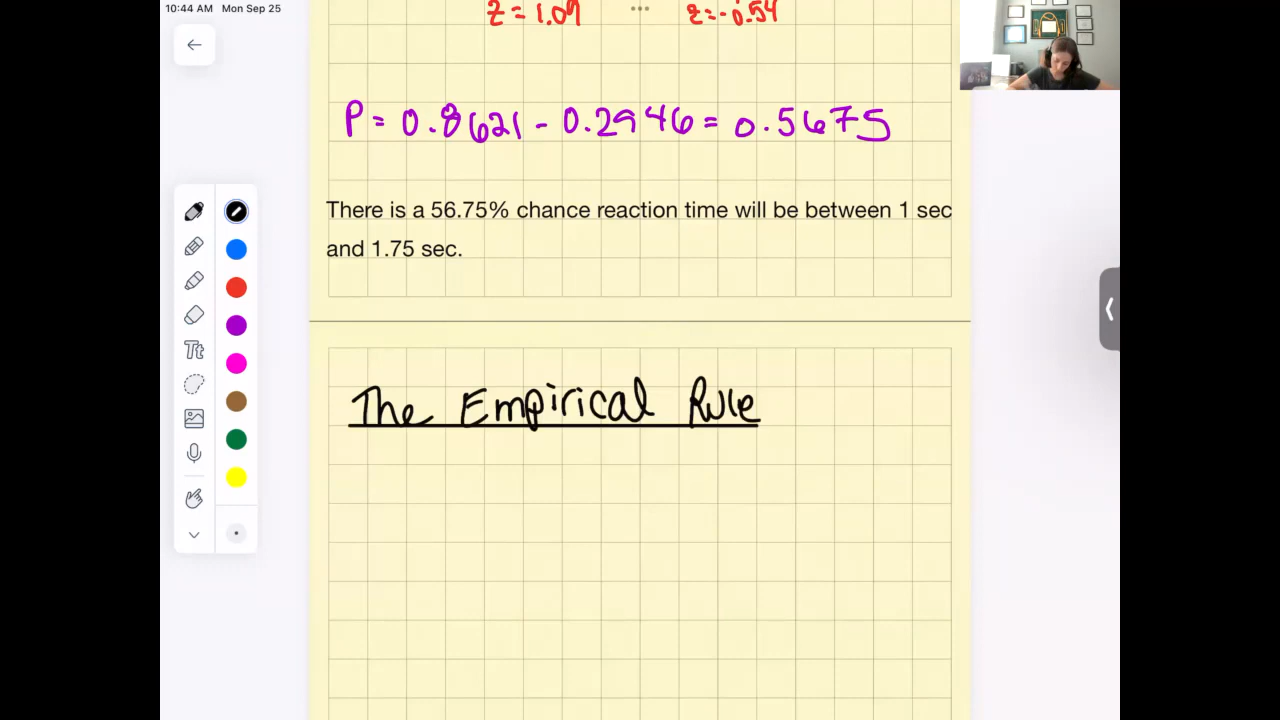 10:44 AM Mon Sep 25
z = 1.09 z = -0.54
P = 0.8621 - 0.2946 = 0.5675
There is a 56.75% chance reaction time will be between 1 sec
and 1.75 sec.
The Empirical Rule
Tt